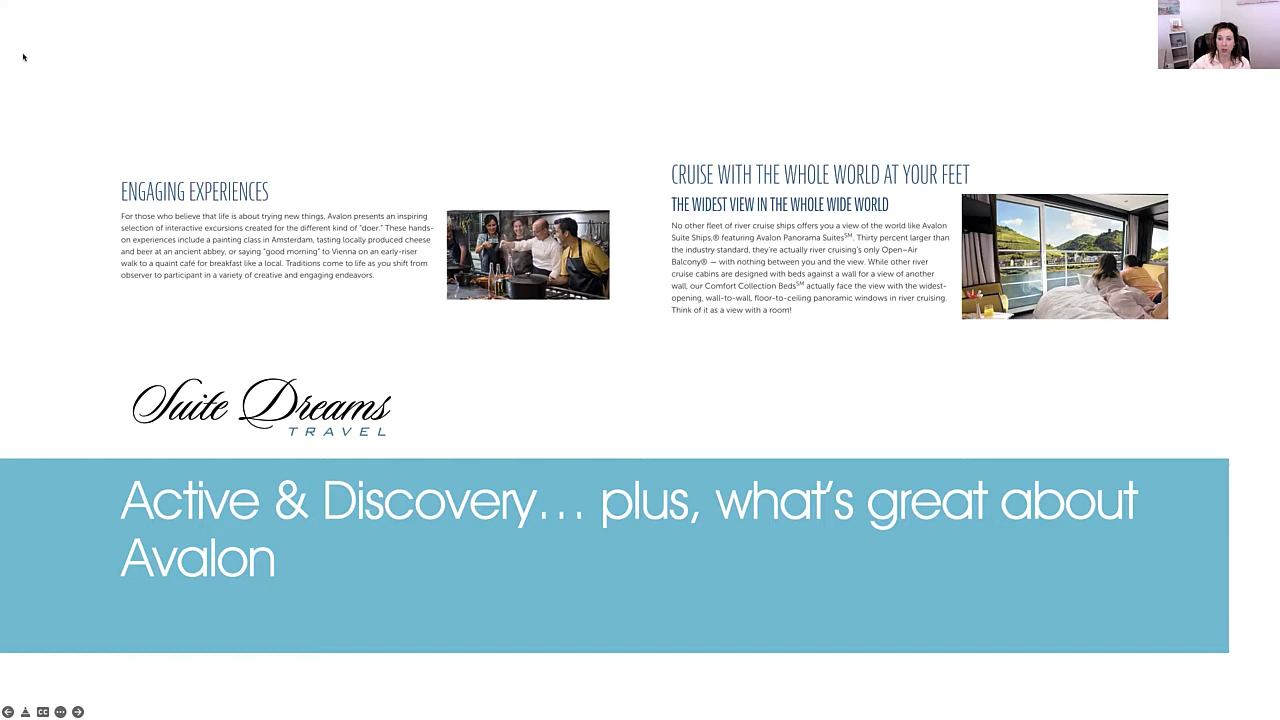 ENGAGING EXPERIENCES
For those who believe that life is about trying new things, Avalon presents an inspiring
selection of interactive excursions created for the different kind of "doer." These hands-
on experiences include a painting class in Amsterdam, tasting locally produced cheese
and beer at an ancient abbey, or saying "good morning" to Vienna on an early-riser
walk to a quaint café for breakfast like a local. Traditions come to life as you shift from
observer to participant in a variety of creative and engaging endeavors.
CRUISE WITH THE WHOLE WORLD AT YOUR FEET
THE WIDEST VIEW IN THE WHOLE WIDE WORLD
No other fleet of river cruise ships offers you a view of the world like Avalon
Suite Ships,® featuring Avalon Panorama Suites℠. Thirty percent larger than
the industry standard, they're actually river cruising's only Open–Air
Balcony® — with nothing between you and the view. While other river
cruise cabins are designed with beds against a wall for a view of another
wall, our Comfort Collection Beds℠ actually face the view with the widest-
opening, wall-to-wall, floor-to-ceiling panoramic windows in river cruising.
Think of it as a view with a room!
Suite Dreams
TRAVEL
Active & Discovery... plus, what's great about
Avalon
CC